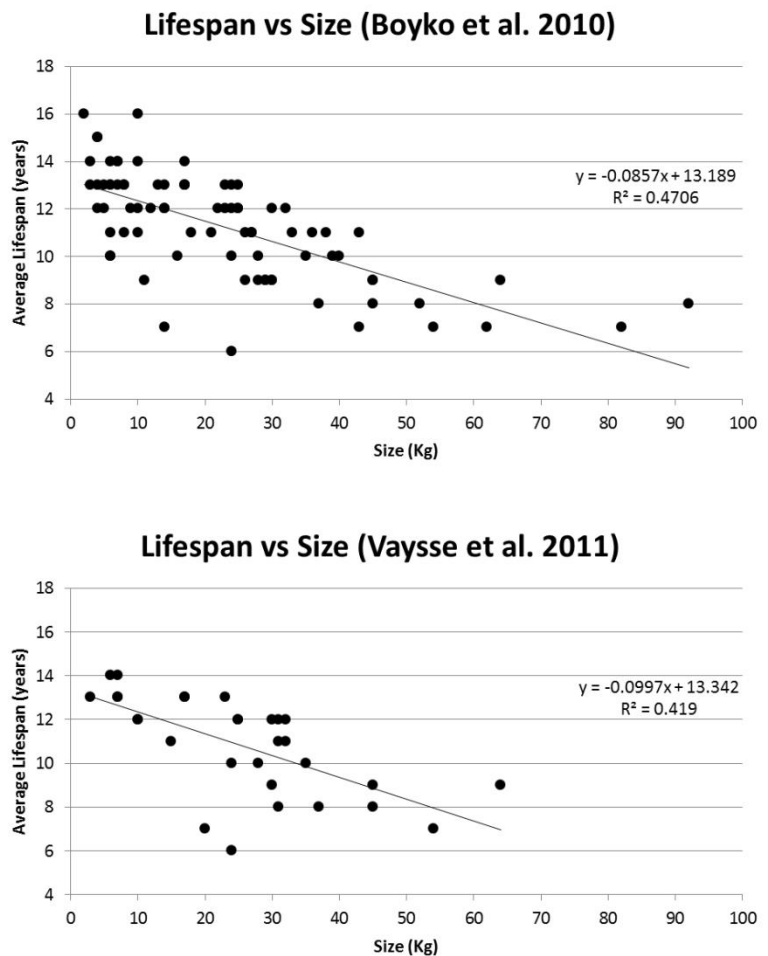 Lifespan vs Size (Boyko et al. 2010)
Average Lifespan (years)
18
16
14
12
10
8
6
4
y = -0.0857x + 13.189
R² = 0.4706
0 10 20 30 40 50 60 70 80 90 100
Size (Kg)
Lifespan vs Size (Vaysse et al. 2011)
Average Lifespan (years)
18
16
14
12
10
8
6
4
y = -0.0997x + 13.342
R² = 0.419
0 10 20 30 40 50 60 70 80 90 100
Size (Kg)